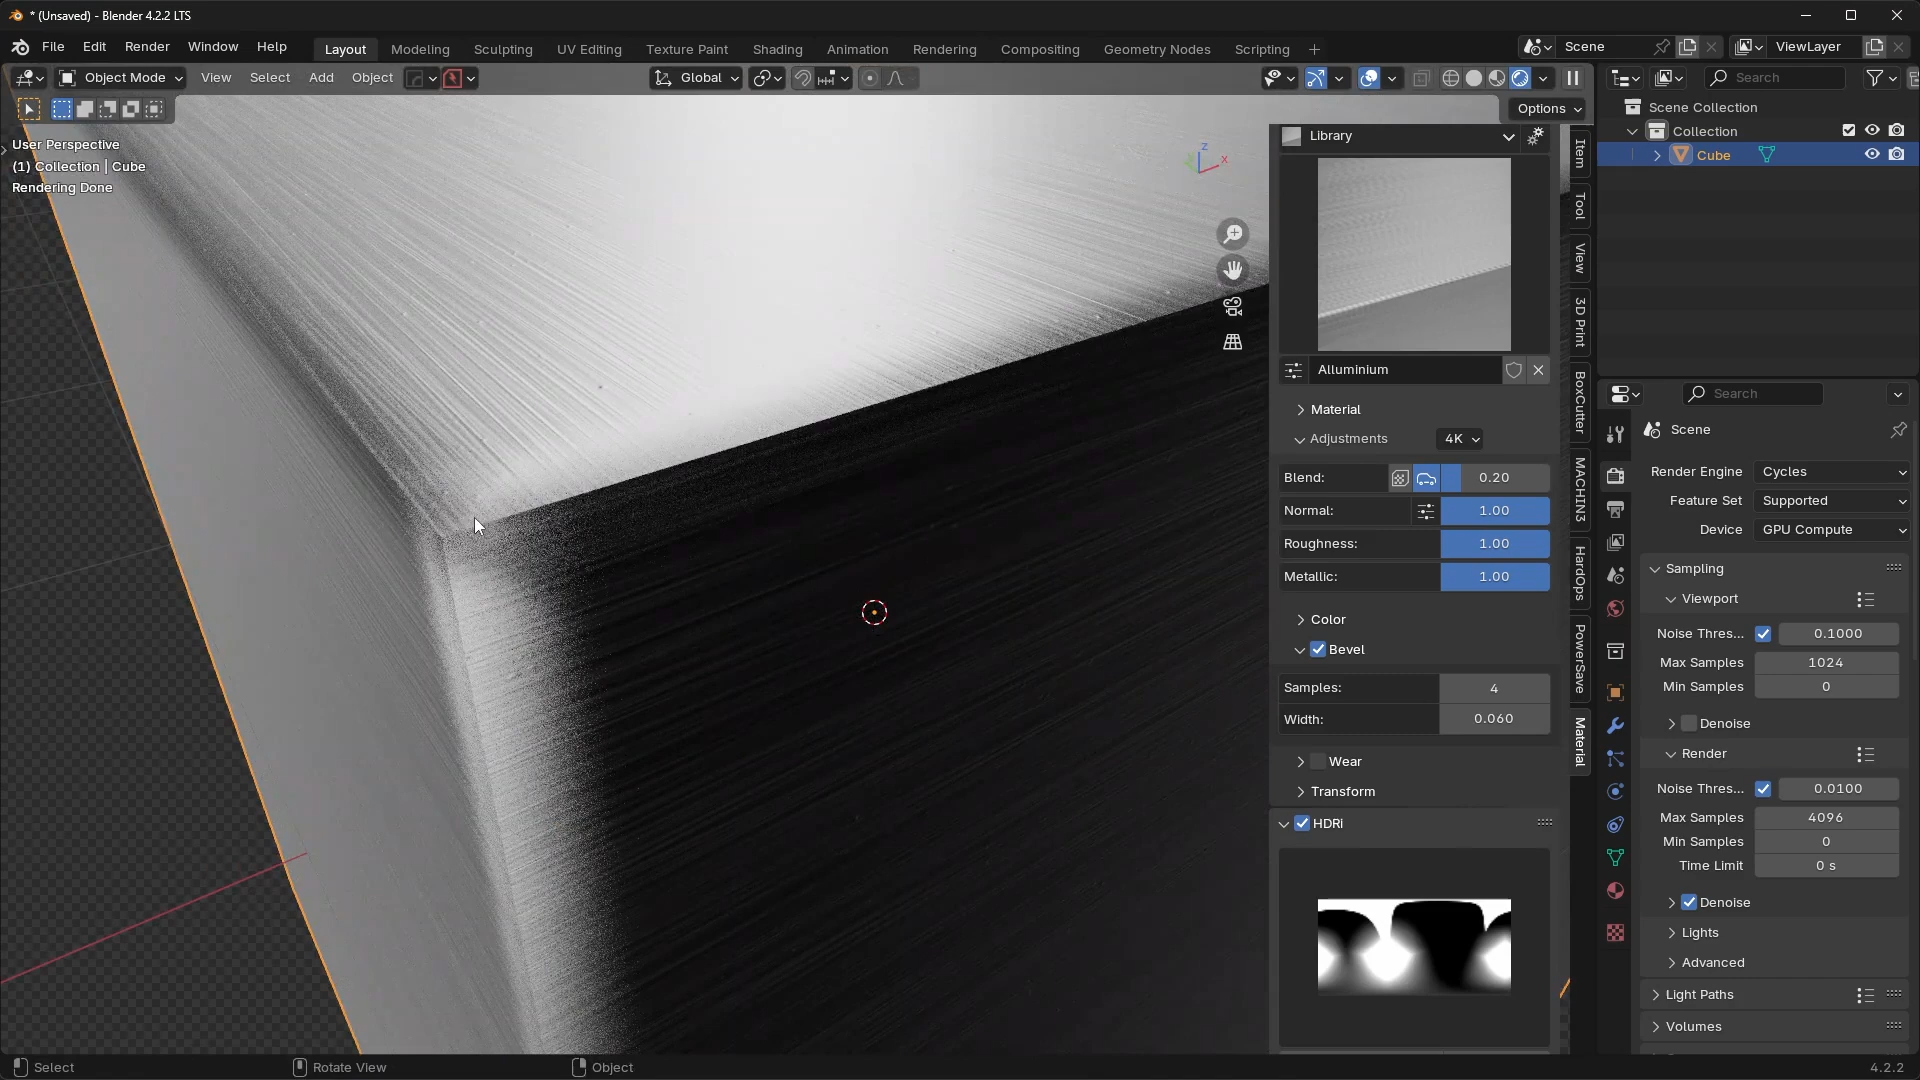 * (Unsaved) - Blender 4.2.2 LTS
File Edit Render Window Help
Layout Modeling Sculpting UV Editing Texture Paint Shading Animation Rendering Compositing Geometry Nodes Scripting +
Scene
ViewLayer
Object Mode View Select Add Object
Global
Search
Options
User Perspective
(1) Collection | Cube
Rendering Done
Z
X
Library
Alluminium
Material
Adjustments 4K
Blend: 0.20
Normal: 1.00
Roughness: 1.00
Metallic: 1.00
Color
Bevel
Samples: 4
Width: 0.060
Wear
Transform
HDRi
Item
Tool
View
3D Print
BoxCutter
MACHIN3
HardOps
PowerSave
Material
Scene Collection
Collection
Cube
Search
Scene
Render Engine Cycles
Feature Set Supported
Device GPU Compute
Sampling
Viewport
Noise Thres... 0.1000
Max Samples 1024
Min Samples 0
Denoise
Render
Noise Thres... 0.0100
Max Samples 4096
Min Samples 0
Time Limit 0 s
Denoise
Lights
Advanced
Light Paths
Volumes
Select Rotate View Object
4.2.2